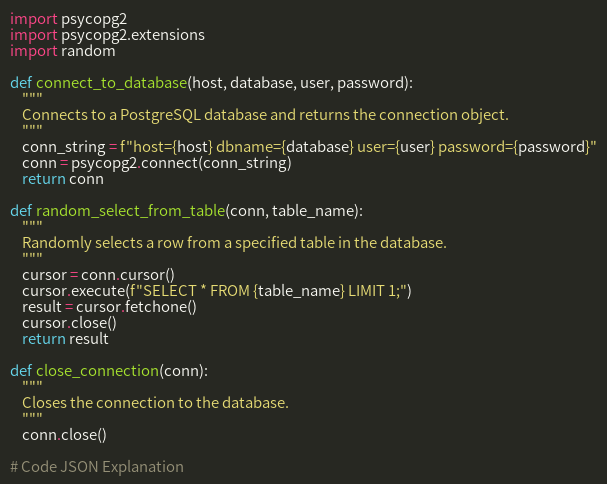 import psycopg2
import psycopg2.extensions
import random

def connect_to_database(host, database, user, password):
    """
    Connects to a PostgreSQL database and returns the connection object.
    """
    conn_string = f"host={host} dbname={database} user={user} password={password}"
    conn = psycopg2.connect(conn_string)
    return conn

def random_select_from_table(conn, table_name):
    """
    Randomly selects a row from a specified table in the database.
    """
    cursor = conn.cursor()
    cursor.execute(f"SELECT * FROM {table_name} LIMIT 1;")
    result = cursor.fetchone()
    cursor.close()
    return result

def close_connection(conn):
    """
    Closes the connection to the database.
    """
    conn.close()

# Code JSON Explanation